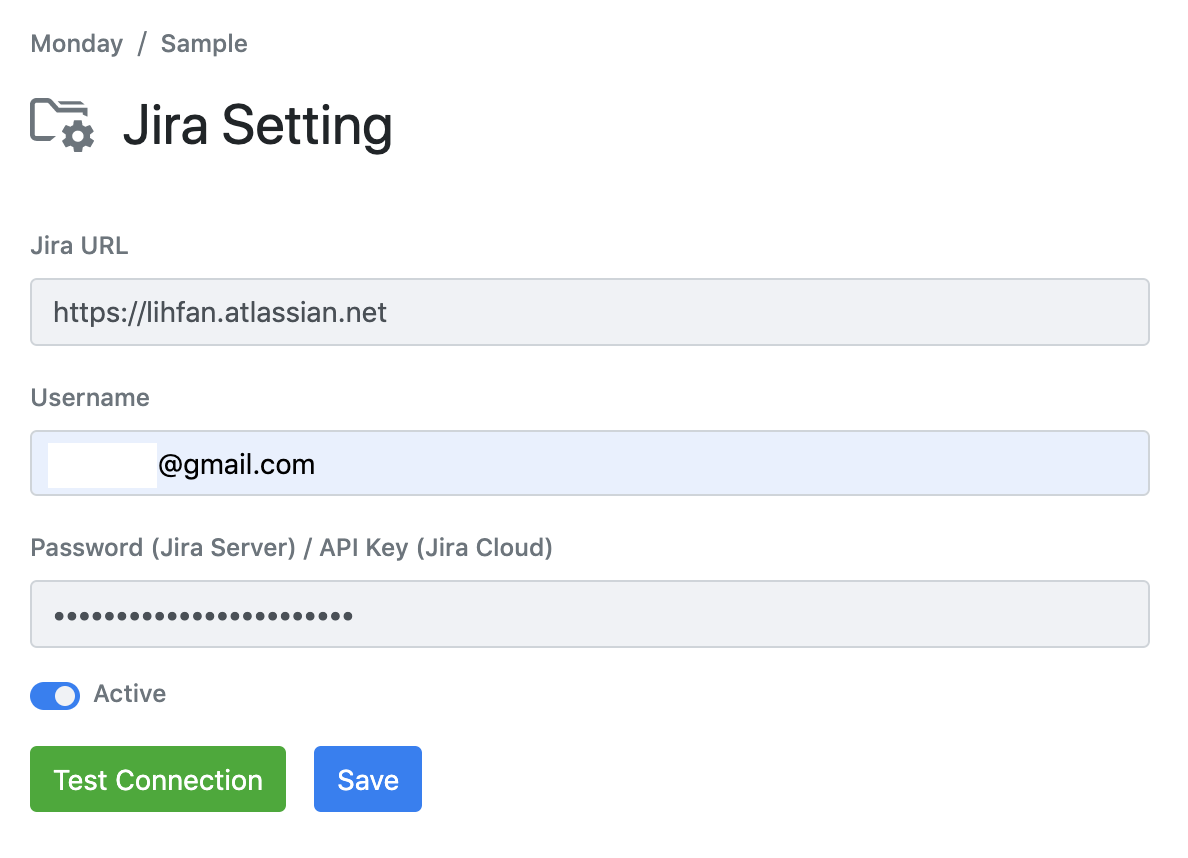 Monday / Sample
Jira Setting
Jira URL
https://lihfan.atlassian.net
Username
@gmail.com
Password (Jira Server) / API Key (Jira Cloud)
••••••••••••••••••••••••
Active
Test Connection
Save